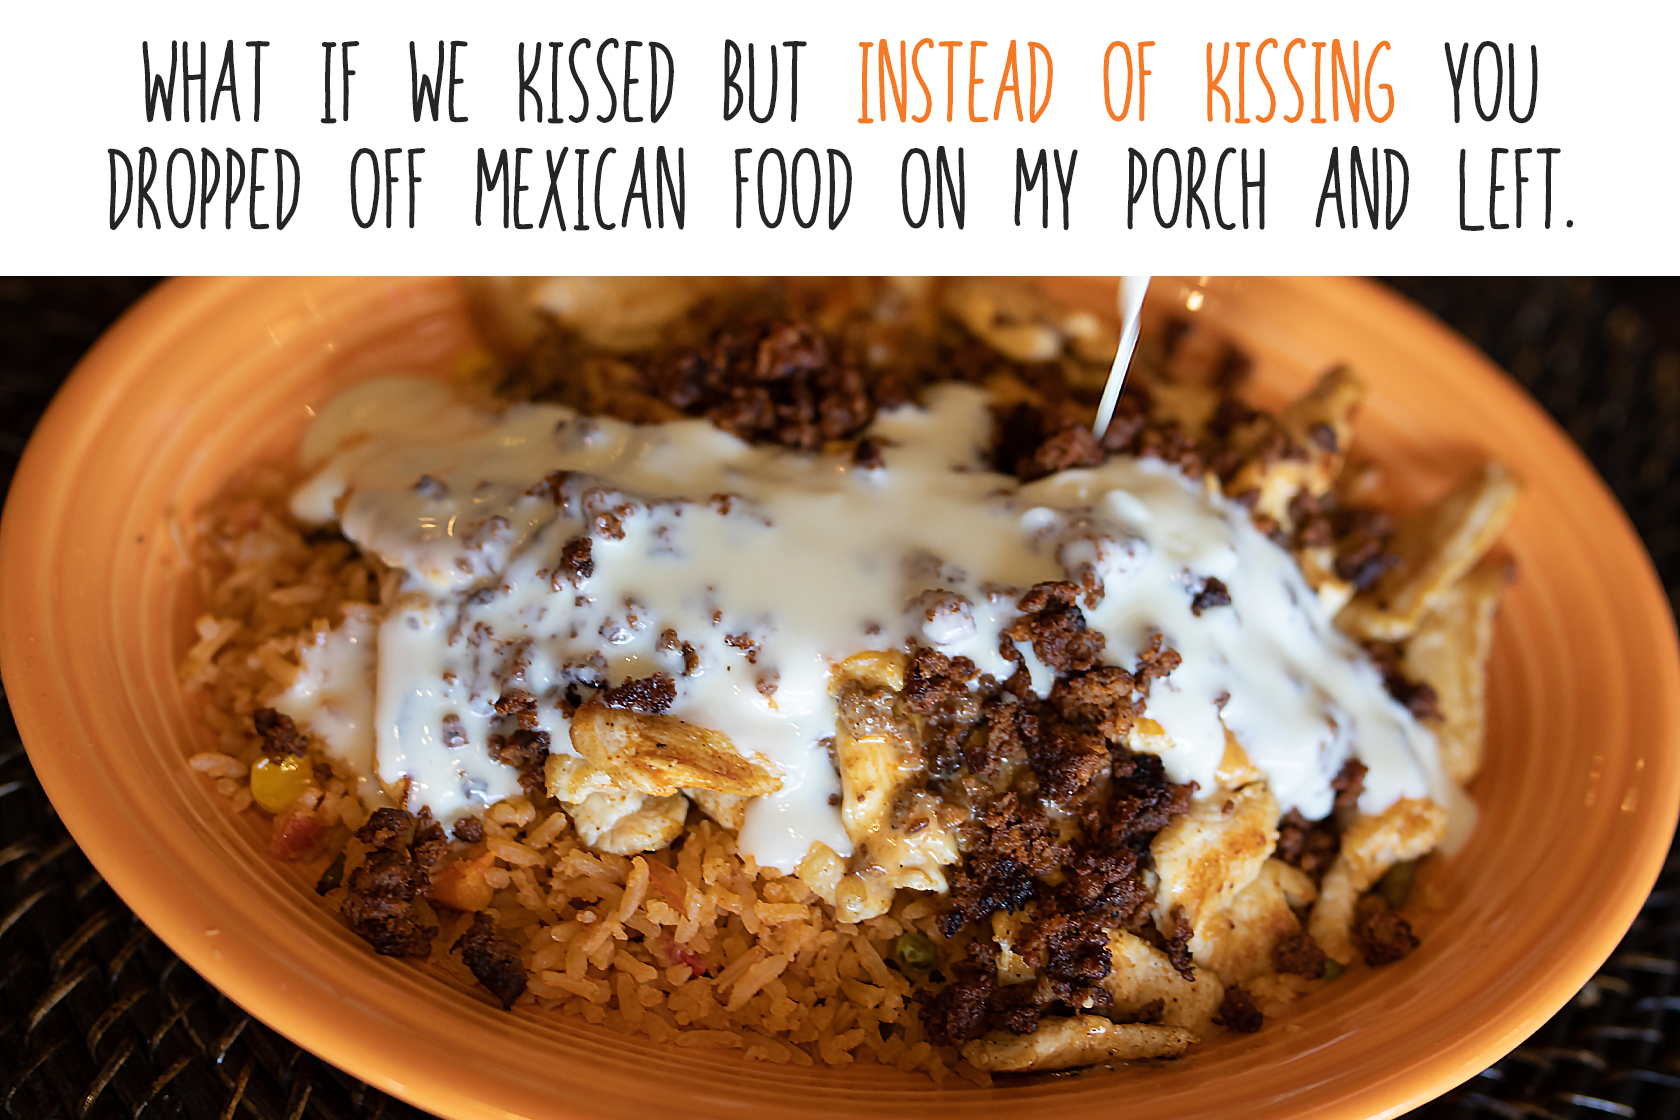 WHAT IF WE KISSED BUT INSTEAD OF KISSING YOU
DROPPED OFF MEXICAN FOOD ON MY PORCH AND LEFT.